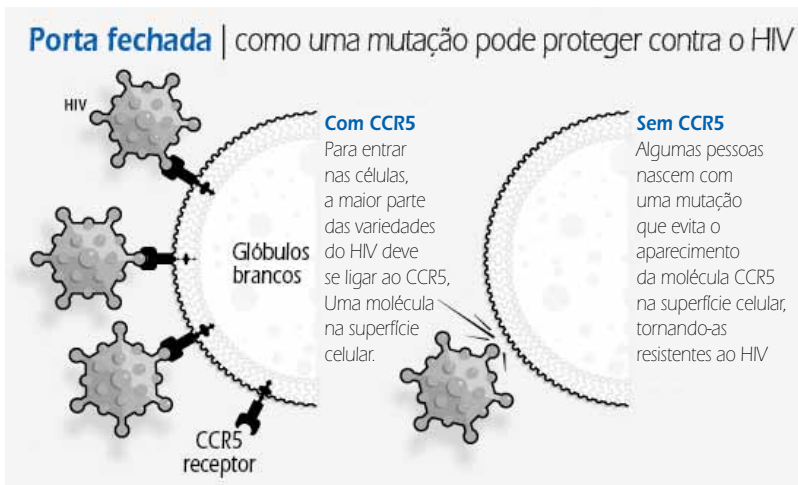 Porta fechada | como uma mutação pode proteger contra o HIV
HIV
Glóbulos
brancos
CCR5
receptor
Com CCR5
Para entrar
nas células,
a maior parte
das variedades
do HIV deve
se ligar ao CCR5,
Uma molécula
na superfície
celular.
Sem CCR5
Algumas pessoas
nascem com
uma mutação
que evita o
aparecimento
da molécula CCR5
na superfície celular,
tornando-as
resistentes ao HIV